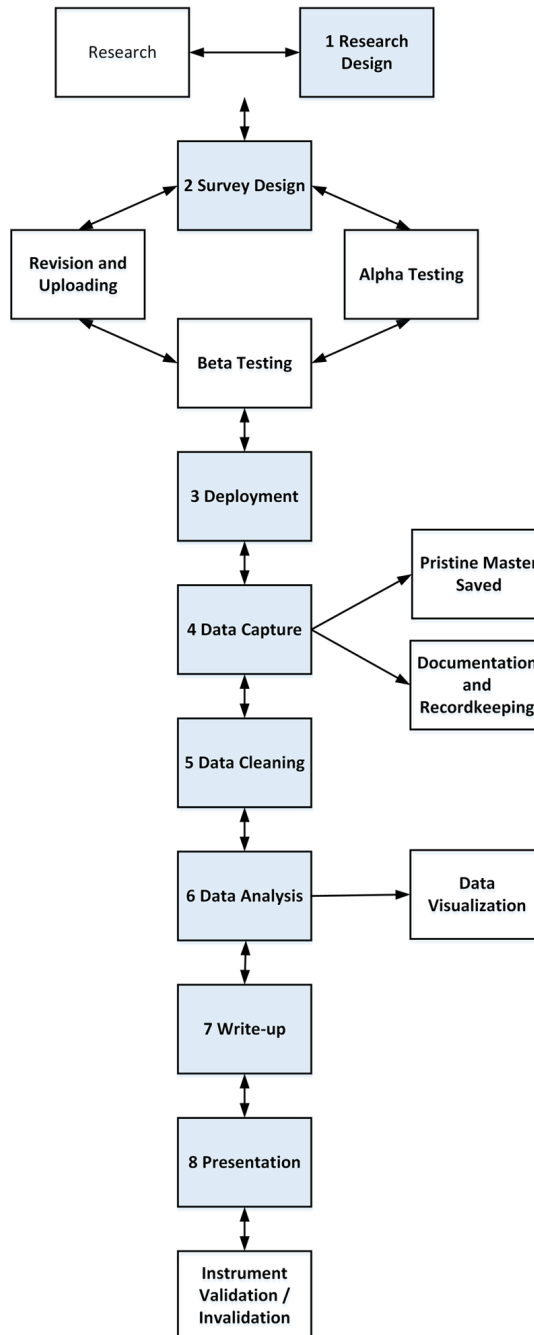 Research
1 Research
Design
2 Survey Design
Revision and
Uploading
Alpha Testing
Beta Testing
3 Deployment
4 Data Capture
Pristine Master
Saved
Documentation
and
Recordkeeping
5 Data Cleaning
6 Data Analysis
Data
Visualization
7 Write-up
8 Presentation
Instrument
Validation /
Invalidation